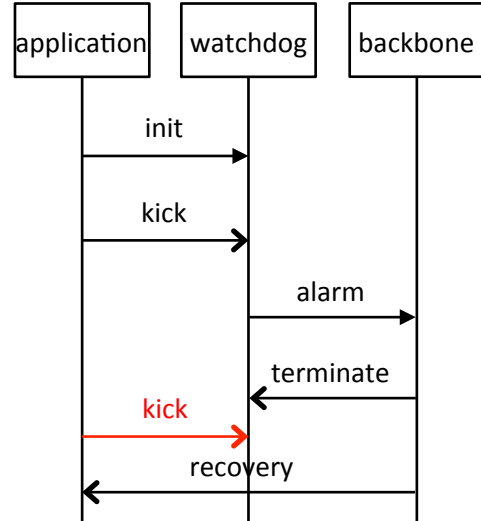 application watchdog backbone
init
kick
alarm
terminate
kick
recovery